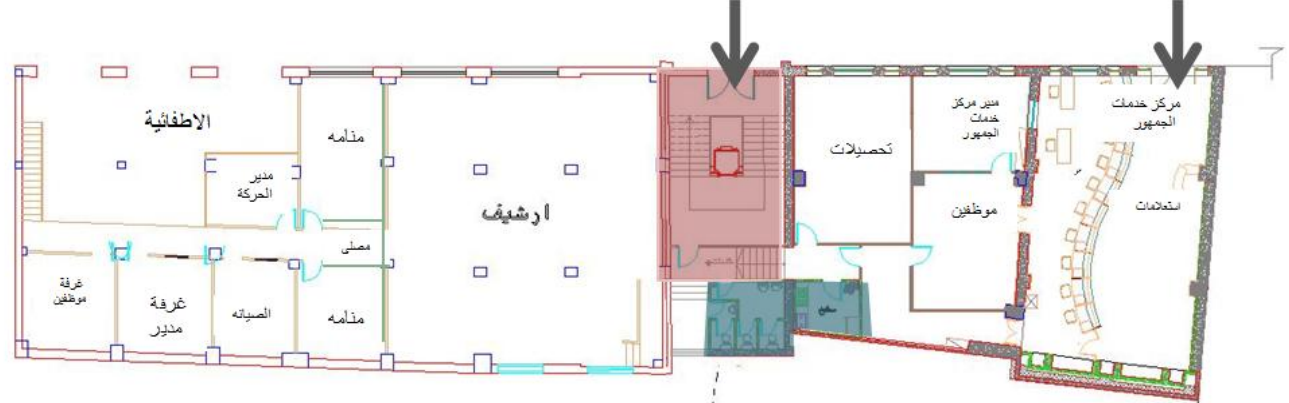 مركز خدمات
الجمهور
استعلامات
مدير مركز
خدمات
الجمهور
موظفين
تحصيلات
مطبخ
ارشيف
منامه
مصلى
منامه
الاطفائية
مدير
الحركة
الصيانه
غرفة
مدير
غرفة
موظفين